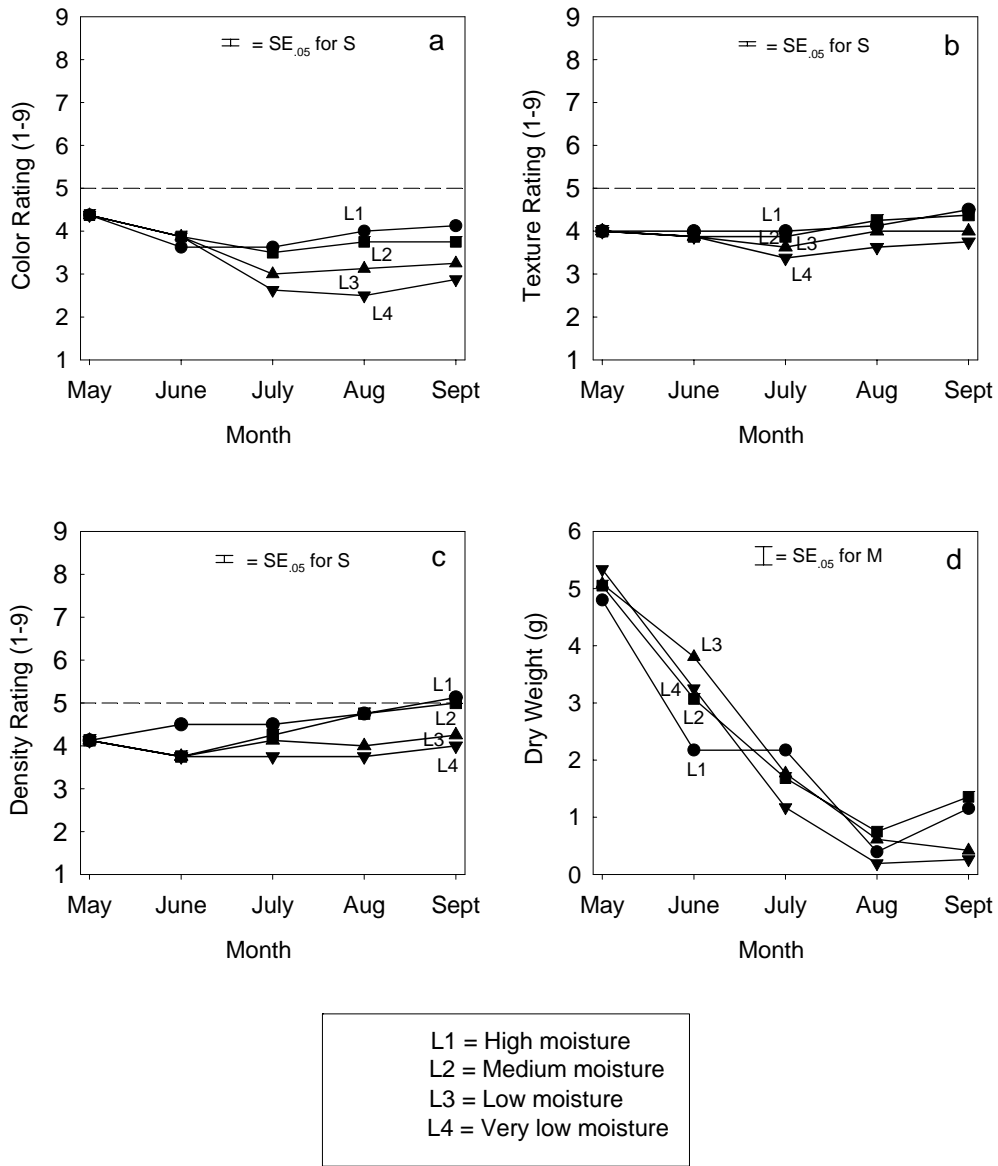 9
8
7
6
5
4
3
2
1
Color Rating (1-9)
= SE.05 for S
a
L1
L2
L3
L4
May June July Aug Sept
Month
9
8
7
6
5
4
3
2
1
Texture Rating (1-9)
= SE.05 for S
b
L1
L2
L3
L4
May June July Aug Sept
Month
9
8
7
6
5
4
3
2
1
Density Rating (1-9)
= SE.05 for S
c
L1
L2
L3
L4
May June July Aug Sept
Month
6
5
4
3
2
1
0
Dry Weight (g)
= SE.05 for M
d
L3
L4
L2
L1
May June July Aug Sept
Month
L1 = High moisture
L2 = Medium moisture
L3 = Low moisture
L4 = Very low moisture